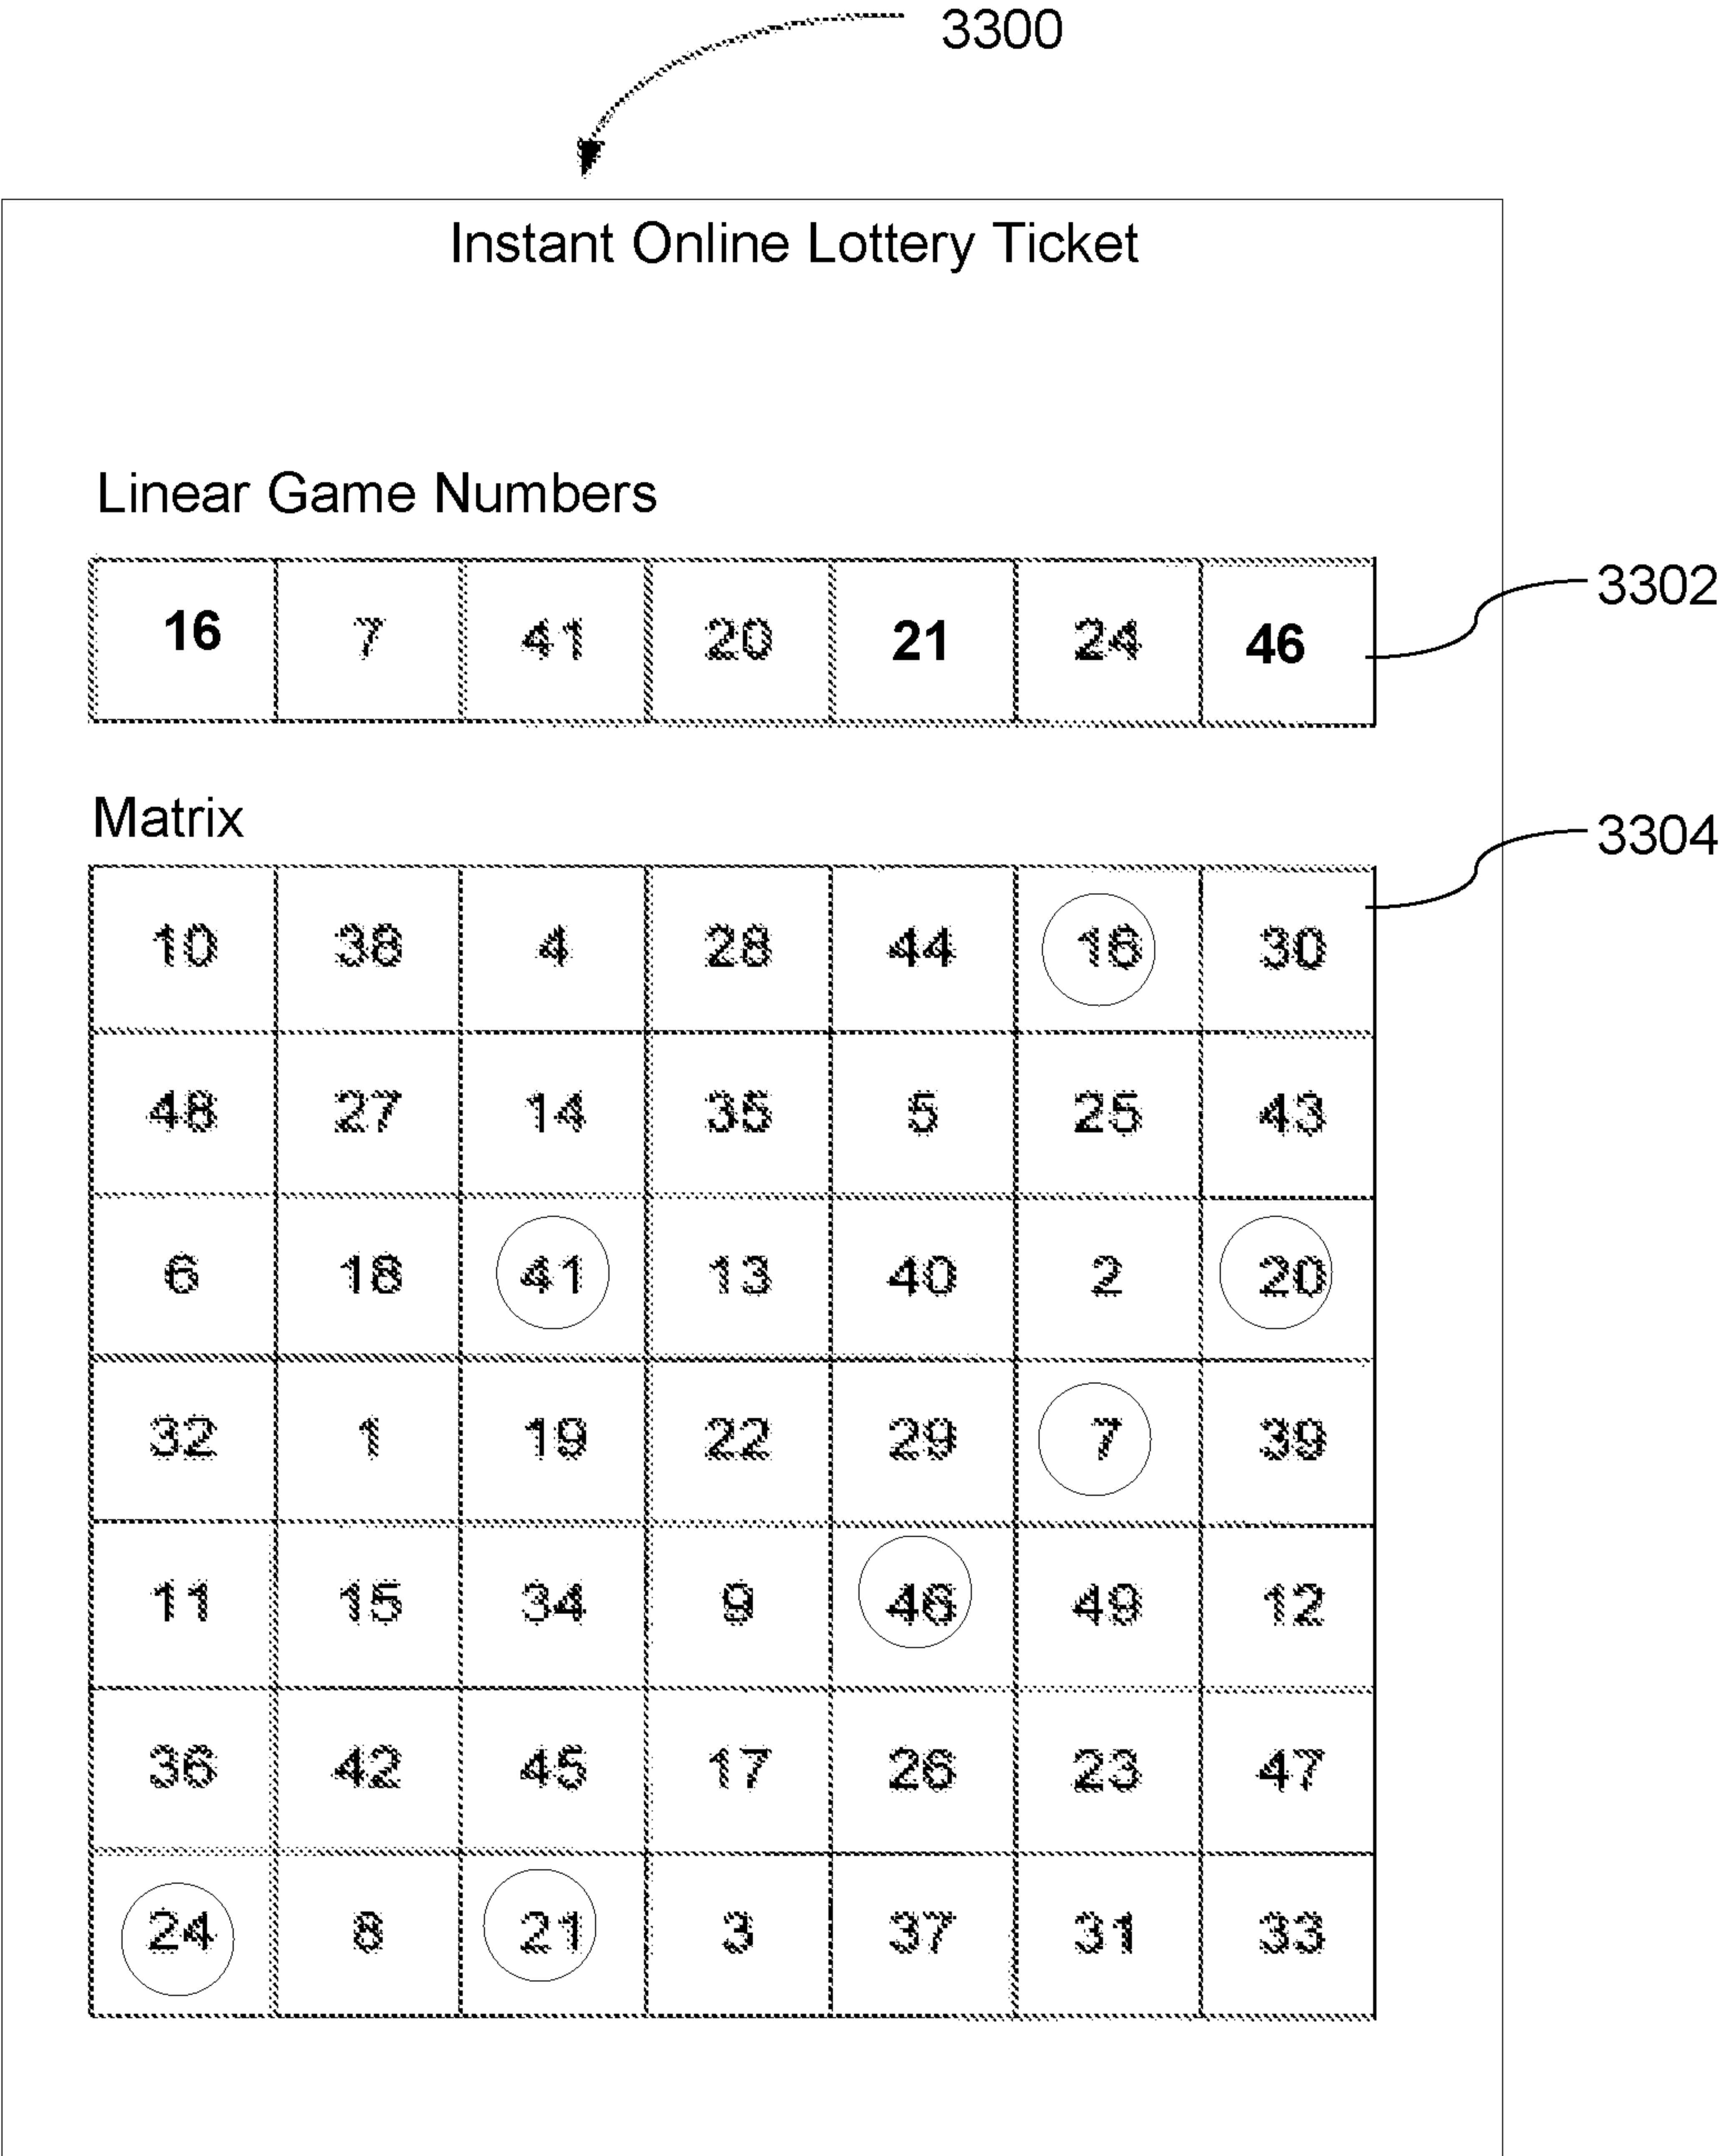 3300
Instant Online Lottery Ticket
Linear Game Numbers
16 7 41 20 21 24 46
3302
Matrix
3304
10 38 4 28 44 16 30
48 27 14 35 5 25 43
6 18 41 13 40 2 20
32 1 19 22 29 7 39
11 15 34 9 46 49 12
36 42 45 17 26 23 47
24 8 21 3 37 31 33